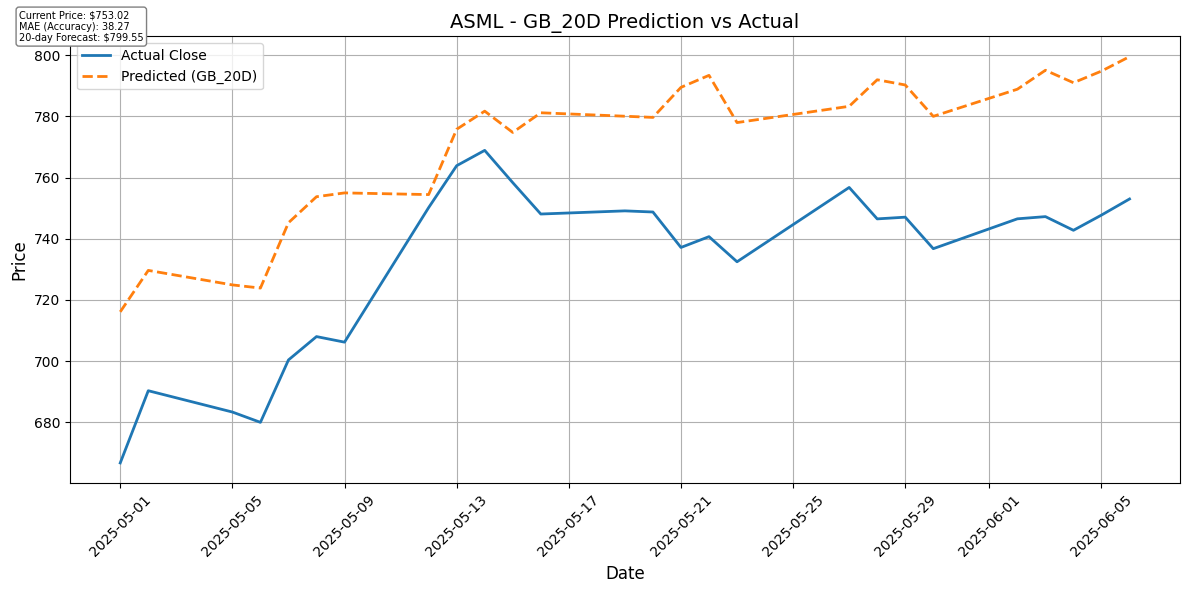 ASML - GB_20D Prediction vs Actual
Current Price: $753.02
MAE (Accuracy): 38.27
20-day Forecast: $799.55
Actual Close
Predicted (GB_20D)
Price
800
780
760
740
720
700
680
2025-05-01
2025-05-05
2025-05-09
2025-05-13
2025-05-17
2025-05-21
2025-05-25
2025-05-29
2025-06-01
2025-06-05
Date